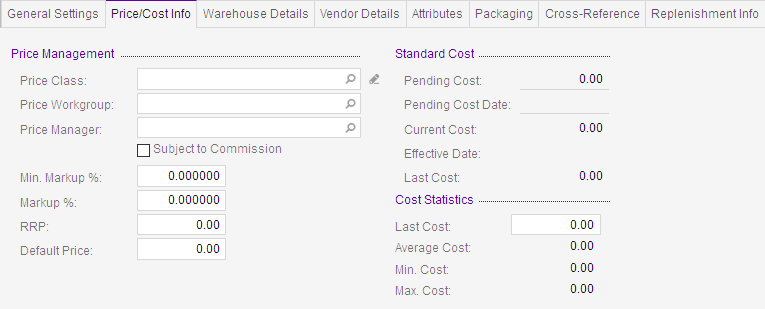 General Settings Price/Cost Info Warehouse Details Vendor Details Attributes Packaging Cross-Reference Replenishment Info
Price Management
Price Class:
Price Workgroup:
Price Manager:
Subject to Commission
Min. Markup %: 0.000000
Markup %: 0.000000
RRP: 0.00
Default Price: 0.00
Standard Cost
Pending Cost: 0.00
Pending Cost Date:
Current Cost: 0.00
Effective Date:
Last Cost: 0.00
Cost Statistics
Last Cost: 0.00
Average Cost: 0.00
Min. Cost: 0.00
Max. Cost: 0.00